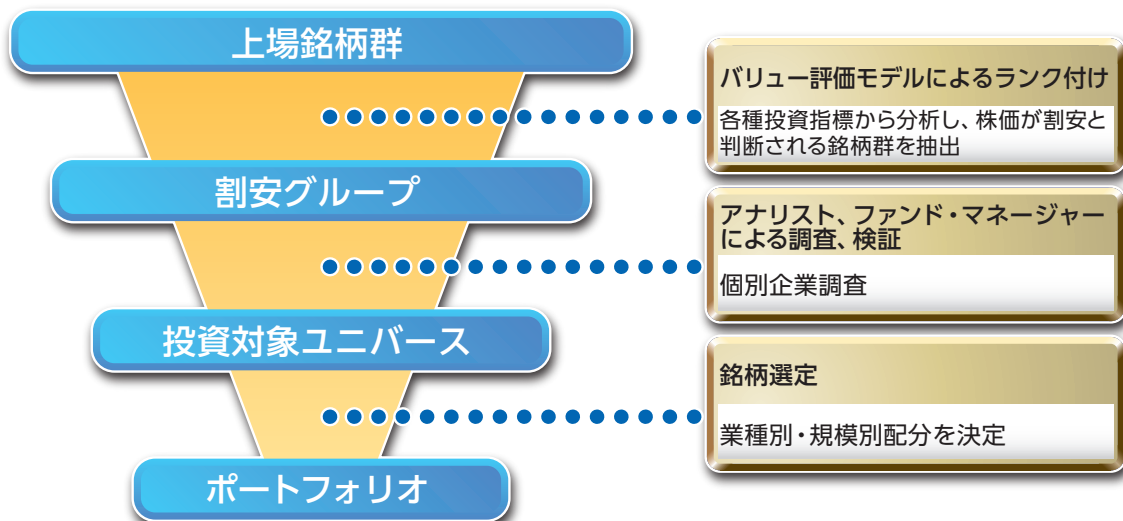 上場銘柄群
バリュー評価モデルによるランク付け
各種投資指標から分析し、株価が割安と
判断される銘柄群を抽出
割安グループ
アナリスト、ファンド・マネージャー
による調査、検証
個別企業調査
投資対象ユニバース
銘柄選定
業種別・規模別配分を決定
ポートフォリオ